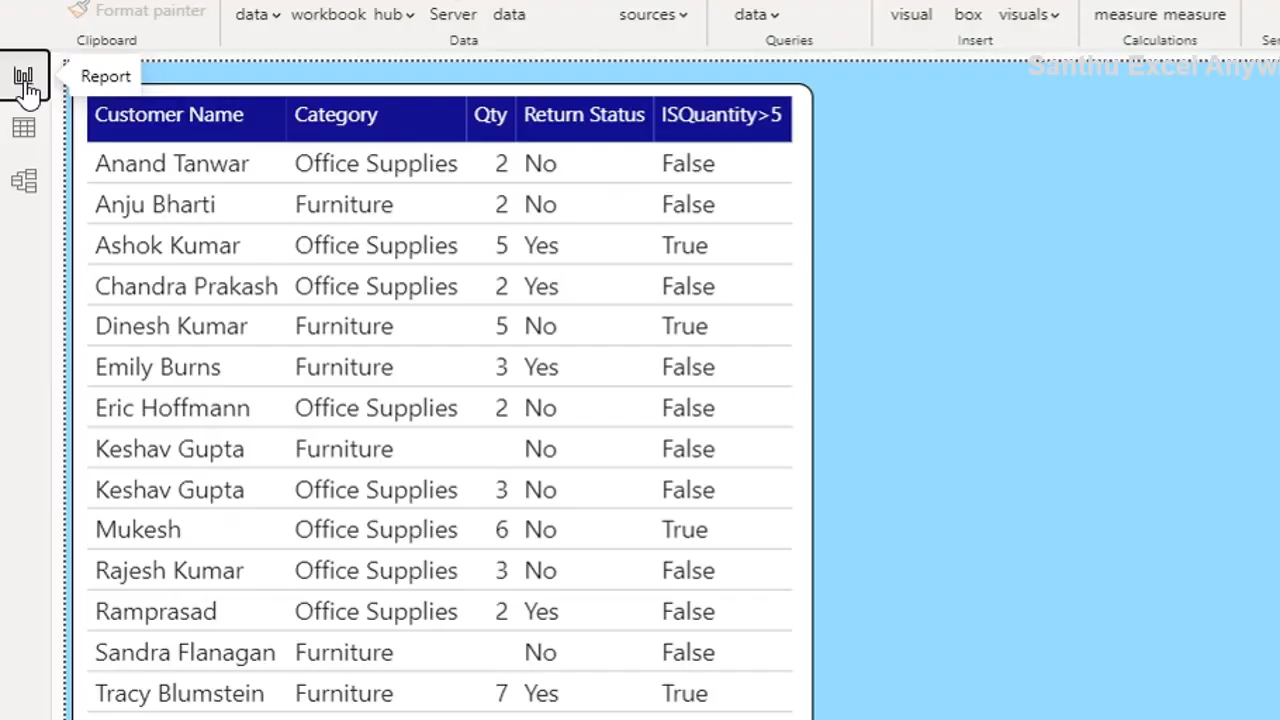 Format painter
data workbook hub Server data sources data visual box visuals measure measure
Clipboard Data Queries Insert Calculations
Santhu Excel Anyw
Report
Customer Name Category Qty Return Status ISQuantity>5
Anand Tanwar Office Supplies 2 No False
Anju Bharti Furniture 2 No False
Ashok Kumar Office Supplies 5 Yes True
Chandra Prakash Office Supplies 2 Yes False
Dinesh Kumar Furniture 5 No True
Emily Burns Furniture 3 Yes False
Eric Hoffmann Office Supplies 2 No False
Keshav Gupta Furniture No False
Keshav Gupta Office Supplies 3 No False
Mukesh Office Supplies 6 No True
Rajesh Kumar Office Supplies 3 No False
Ramprasad Office Supplies 2 Yes False
Sandra Flanagan Furniture No False
Tracy Blumstein Furniture 7 Yes True